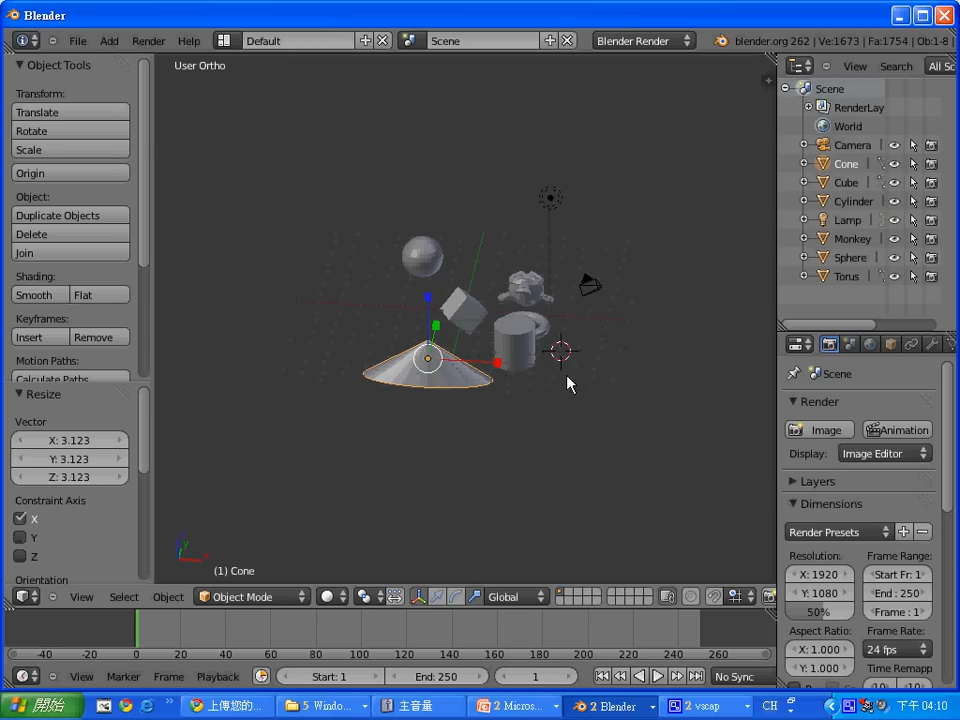 Blender
File Add Render Help Default Scene Blender Render blender.org 262 | Ve:1673 | Fa:1754 | Ob:1-8 |
Object Tools
Transform:
Translate
Rotate
Scale
Origin
Object:
Duplicate Objects
Delete
Join
Shading:
Smooth Flat
Keyframes:
Insert Remove
Motion Paths:
Calculate Paths
Resize
Vector
X: 3.123
Y: 3.123
Z: 3.123
Constraint Axis
X
Y
Z
Orientation
User Ortho
(1) Cone
View Select Object Object Mode Global
-40 -20 0 20 40 60 80 100 120 140 160 180 200 220 240 260
View Marker Frame Playback Start: 1 End: 250 1 No Sync
View Search All Sc
Scene
RenderLay
World
Camera
Cone
Cube
Cylinder
Lamp
Monkey
Sphere
Torus
Scene
Render
Image Animation
Display: Image Editor
Layers
Dimensions
Render Presets
Resolution: Frame Range:
X: 1920 Start Fr: 1
Y: 1080 End : 250
50% Frame : 1
Aspect Ratio: Frame Rate:
X: 1.000 24 fps
Y: 1.000 Time Remapp
開始 上傳您的... 5 Windo... 主音量 2 Micros... 2 Blender 2 vscap CH 下午 04:10